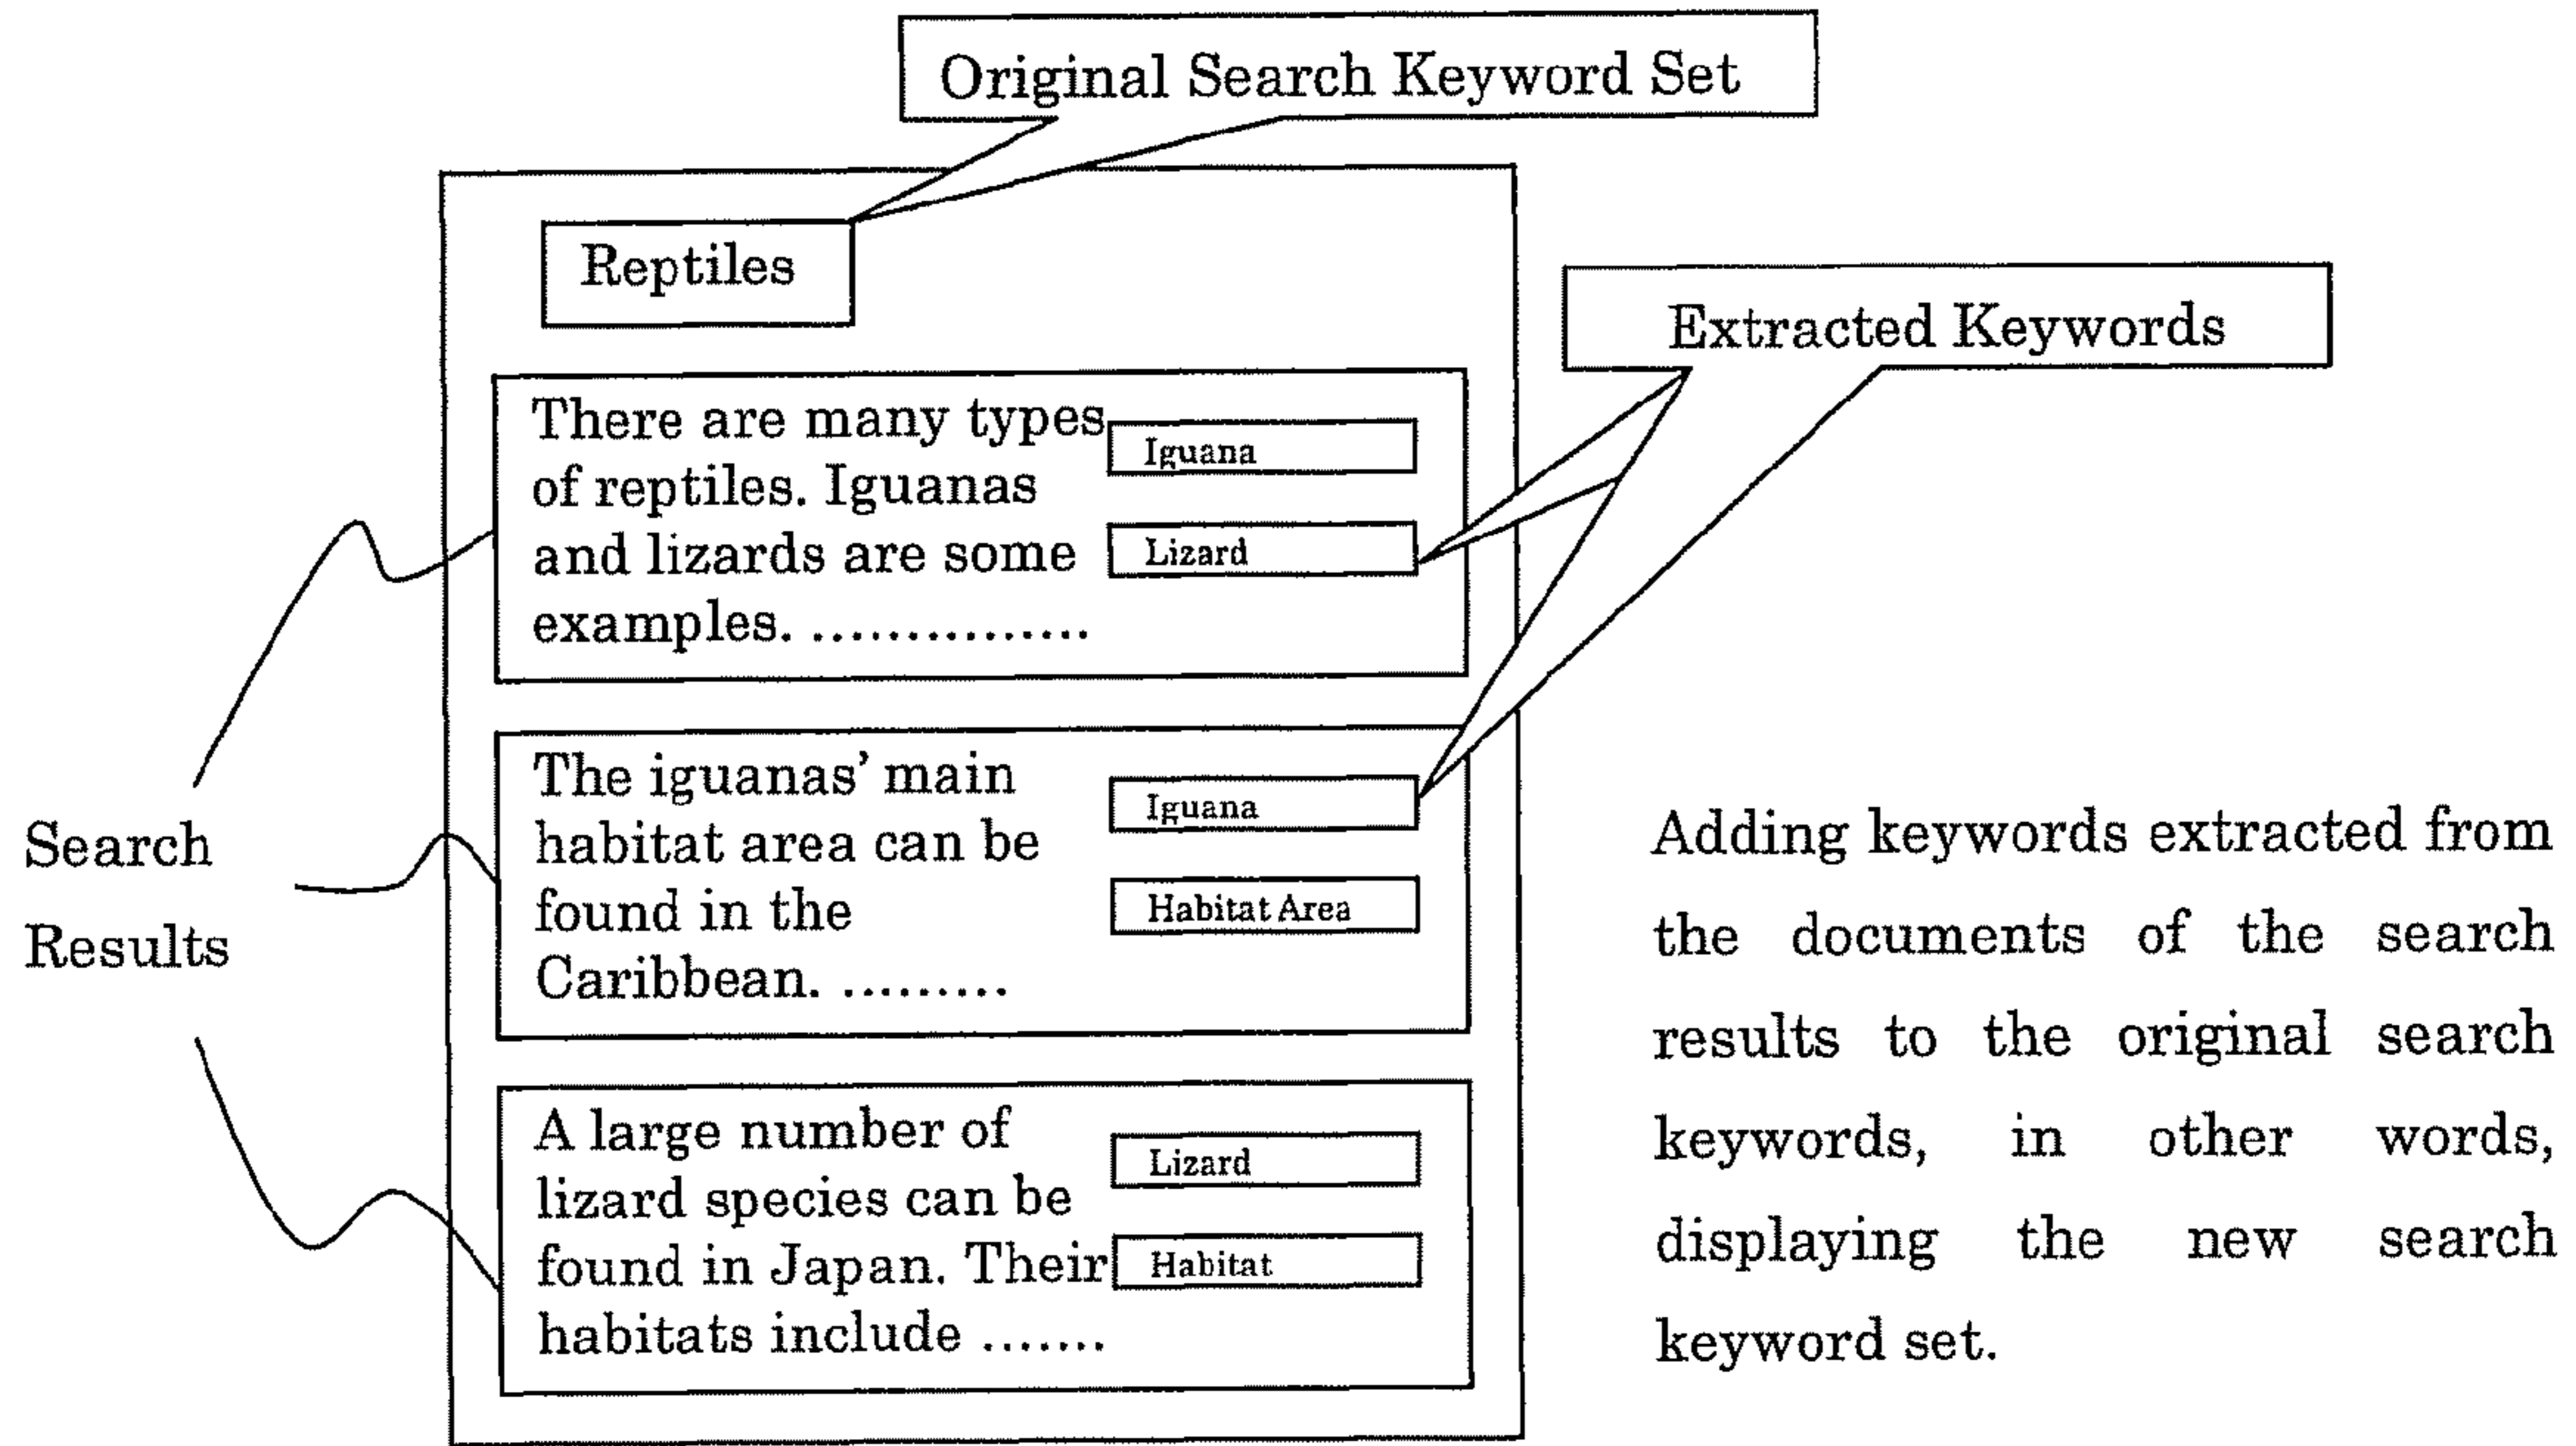 Original Search Keyword Set
Reptiles
Extracted Keywords
There are many types
of reptiles. Iguanas
and lizards are some
examples. ...............
Iguana
Lizard
The iguanas' main
habitat area can be
found in the
Caribbean. .........
Iguana
Habitat Area
A large number of
lizard species can be
found in Japan. Their
habitats include .......
Lizard
Habitat
Search
Results
Adding keywords extracted from
the documents of the search
results to the original search
keywords, in other words,
displaying the new search
keyword set.